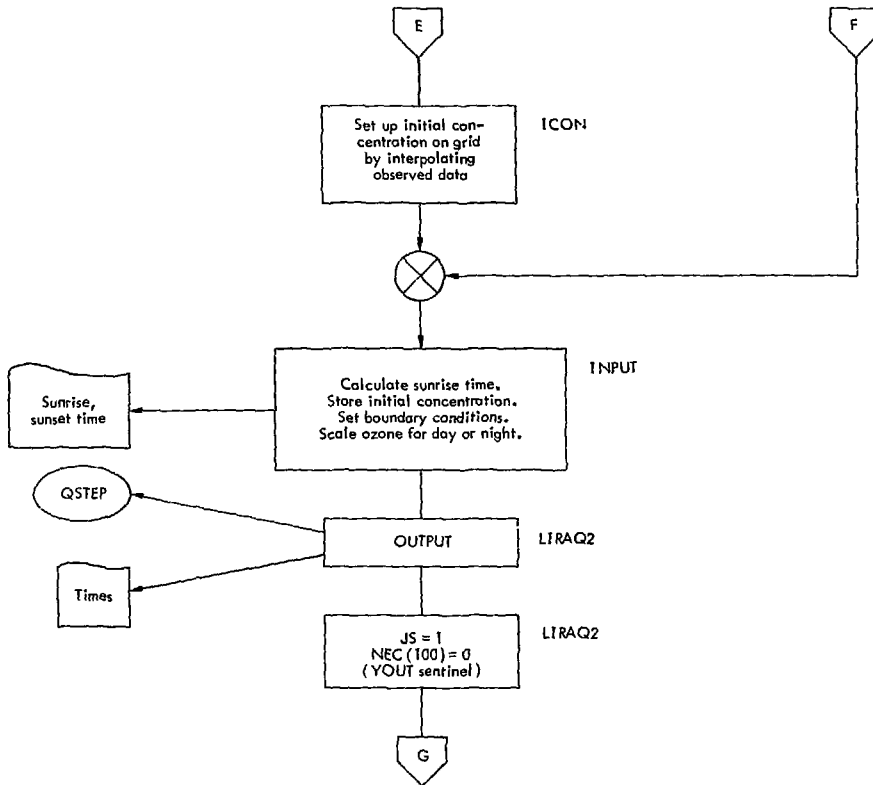 E
F
Set up initial con-
centration on grid
by interpolating
observed data
ICON
INPUT
Calculate sunrise time.
Store initial concentration.
Set boundary conditions.
Scale ozone for day or night.
Sunrise,
sunset time
QSTEP
OUTPUT
LIRAQ2
Times
JS = 1
NEC (100) = 0
(YOUT sentinel)
LIRAQ2
G